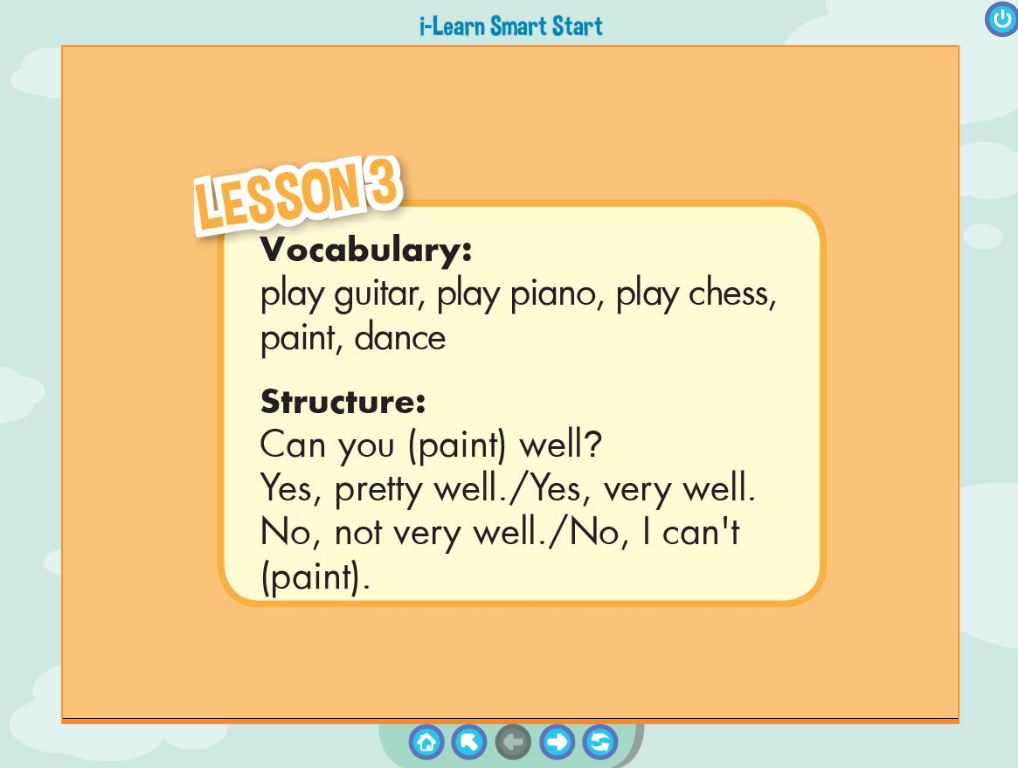 i-Learn Smart Start
LESSON 3
Vocabulary:
play guitar, play piano, play chess,
paint, dance
Structure:
Can you (paint) well?
Yes, pretty well./Yes, very well.
No, not very well./No, I can't
(paint).